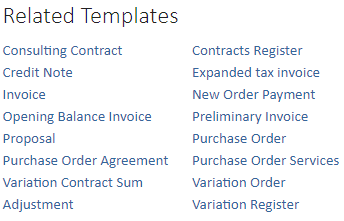 Related Templates
Consulting Contract
Credit Note
Invoice
Opening Balance Invoice
Proposal
Purchase Order Agreement
Variation Contract Sum
Adjustment
Contracts Register
Expanded tax invoice
New Order Payment
Preliminary Invoice
Purchase Order
Purchase Order Services
Variation Order
Variation Register